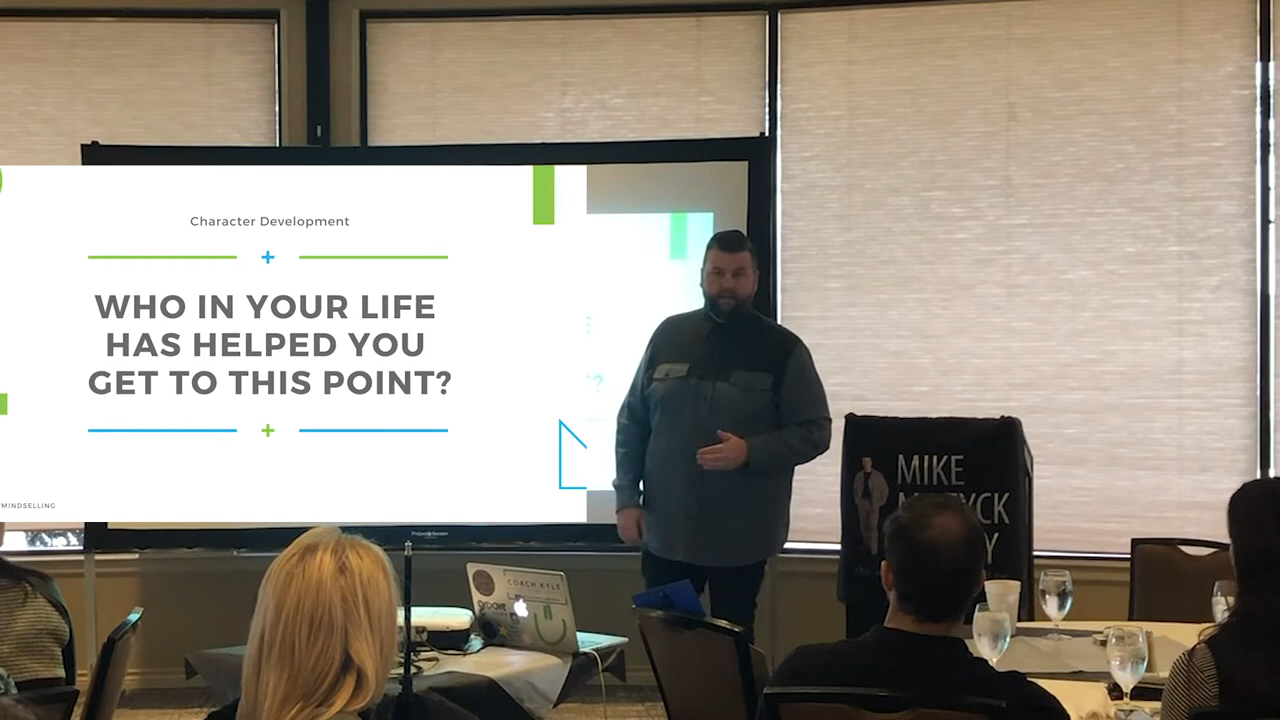 Character Development
WHO IN YOUR LIFE
HAS HELPED YOU
GET TO THIS POINT?
MINDSELLING
MIKE
COACH KYLE